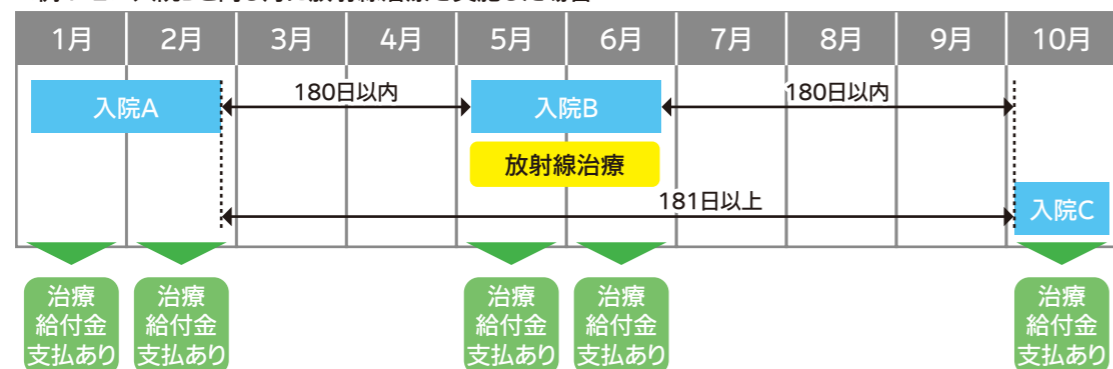 1月 2月 3月 4月 5月 6月 7月 8月 9月 10月
入院A 180日以内 入院B 180日以内
放射線治療
181日以上 入院C
治療 治療 治療 治療 治療
給付金 給付金 給付金 給付金 給付金
支払あり 支払あり 支払あり 支払あり 支払あり